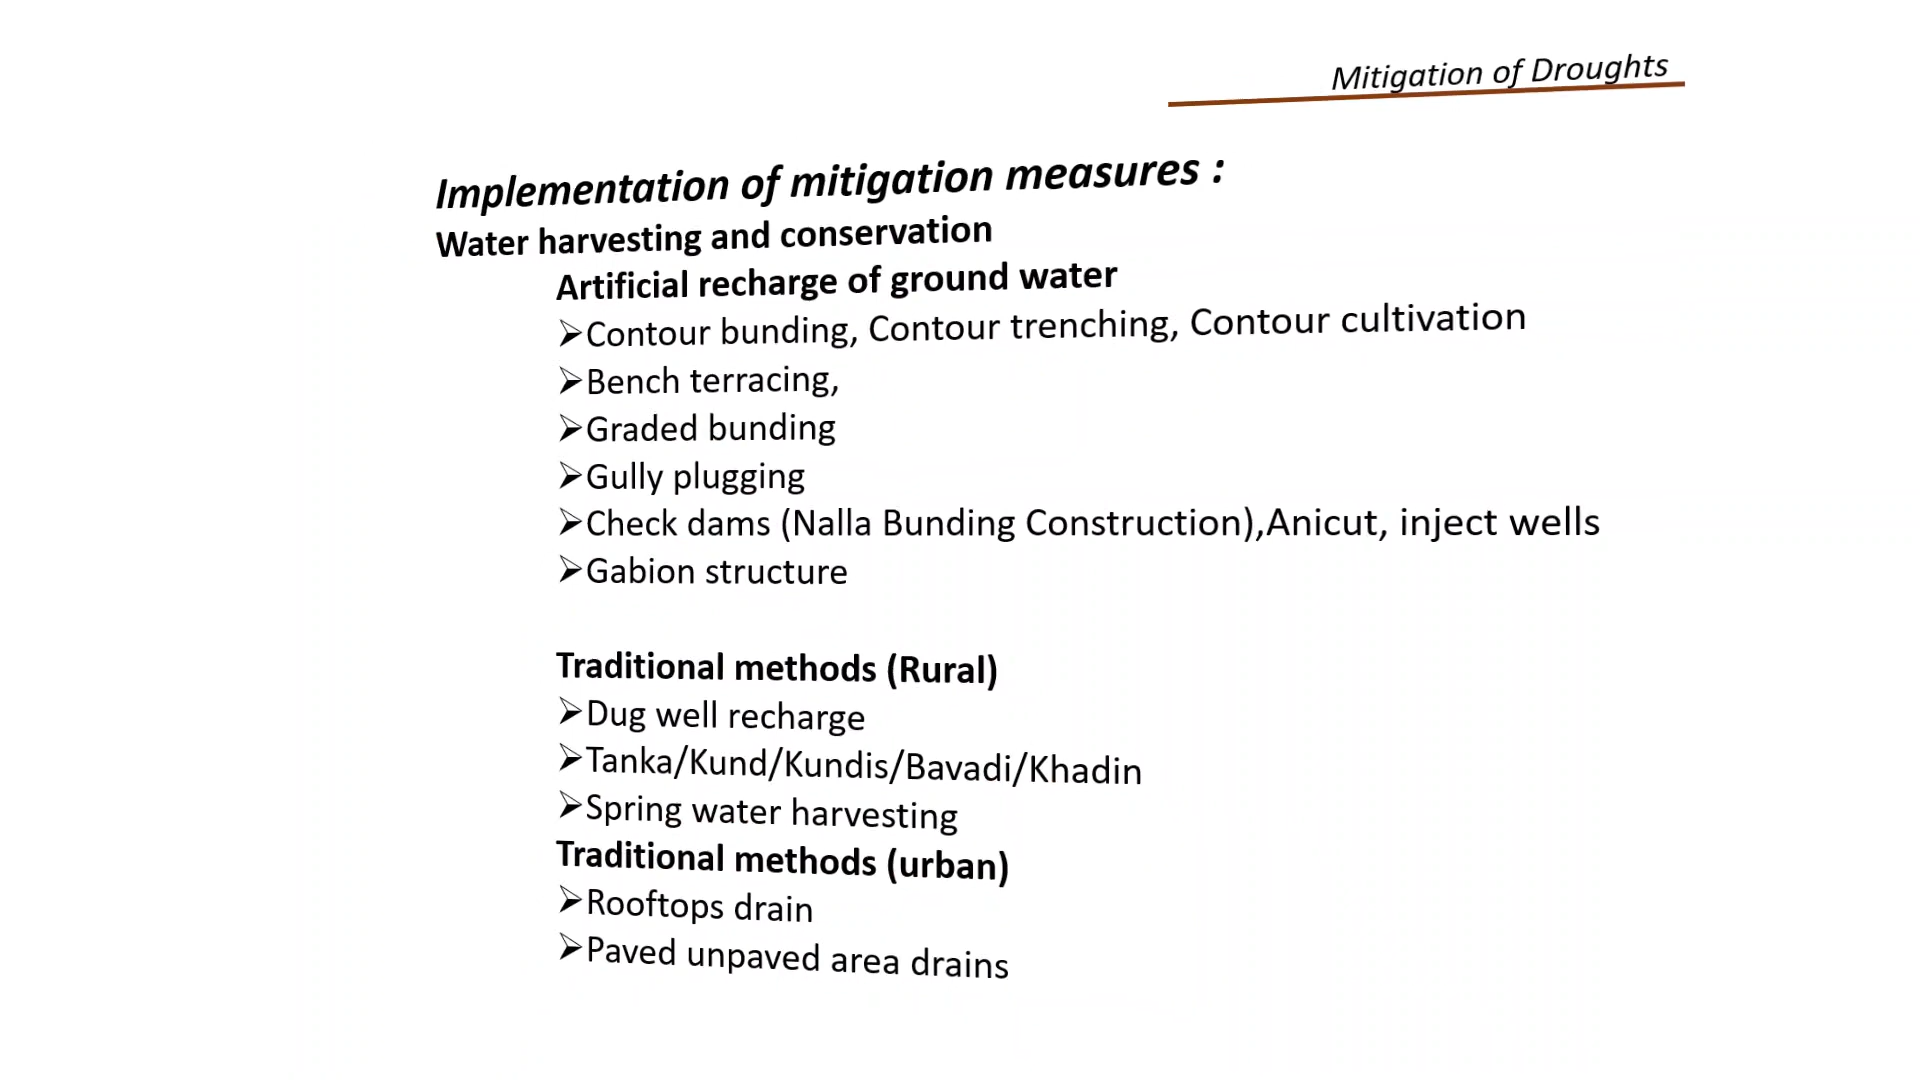 Mitigation of Droughts
Implementation of mitigation measures :
Water harvesting and conservation
Artificial recharge of ground water
➢Contour bunding, Contour trenching, Contour cultivation
➢Bench terracing,
➢Graded bunding
➢Gully plugging
➢Check dams (Nalla Bunding Construction),Anicut, inject wells
➢Gabion structure
Traditional methods (Rural)
➢Dug well recharge
➢Tanka/Kund/Kundis/Bavadi/Khadin
➢Spring water harvesting
Traditional methods (urban)
➢Rooftops drain
➢Paved unpaved area drains